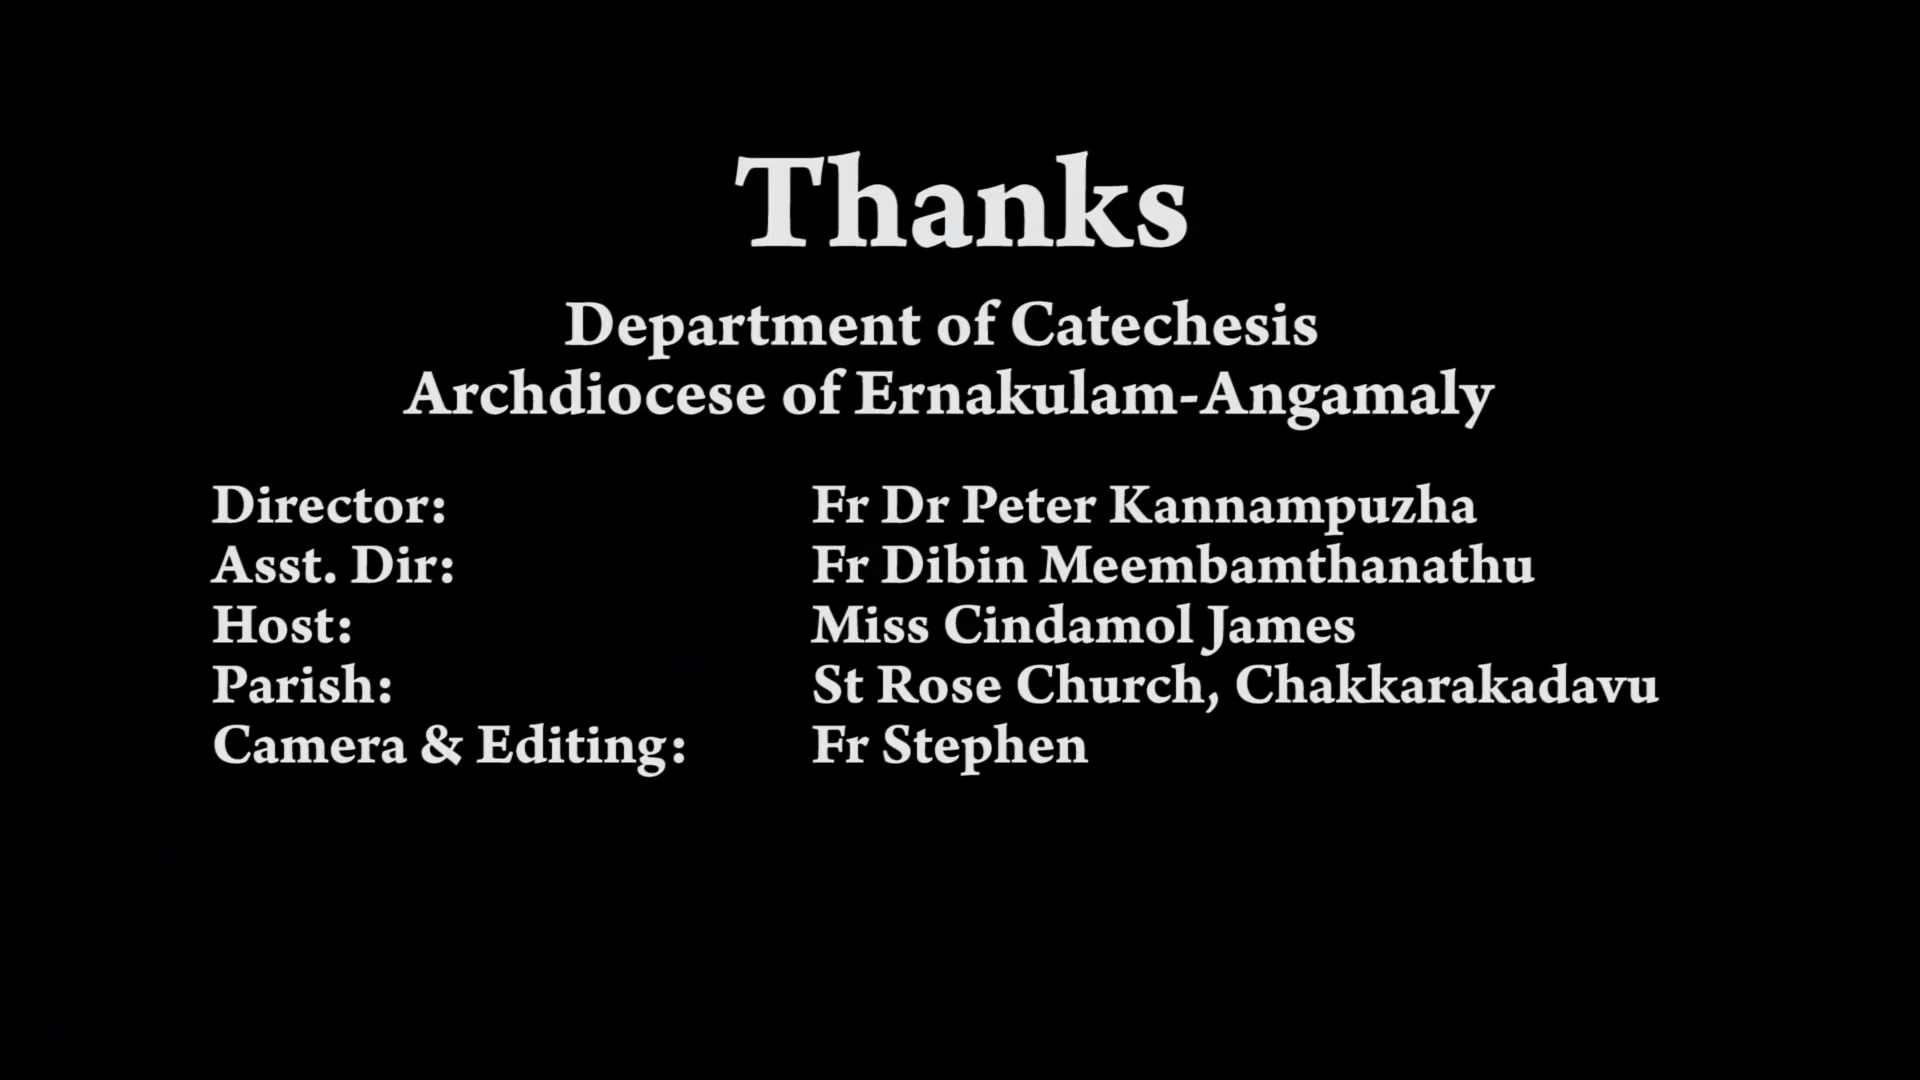 Thanks
Department of Catechesis
Archdiocese of Ernakulam-Angamaly
Director: Fr Dr Peter Kannampuzha
Asst. Dir: Fr Dibin Meembamthanathu
Host: Miss Cindamol James
Parish: St Rose Church, Chakkarakadavu
Camera & Editing: Fr Stephen